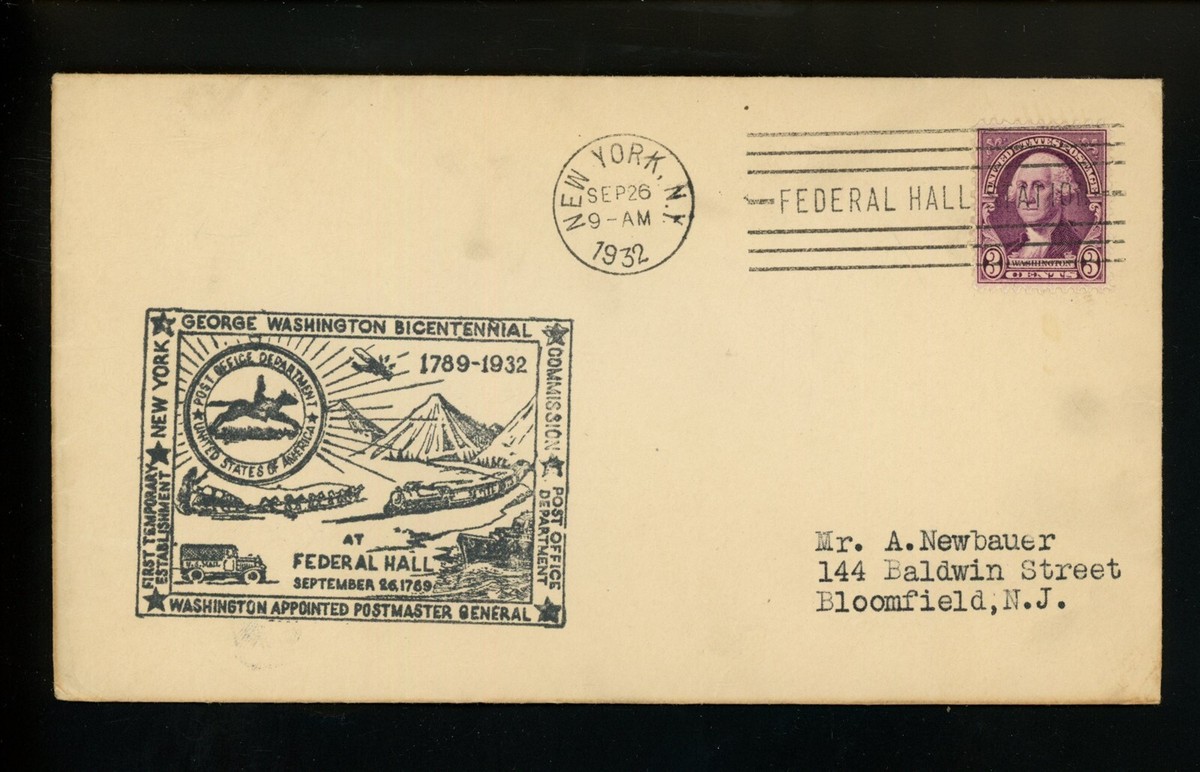 NEW YORK, N.Y.
SEP 26
9-AM
1932
FEDERAL HALL
UNITED STATES POSTAGE
WASHINGTON
3 CENTS 3
GEORGE WASHINGTON BICENTENNIAL
COMMISSION
POST OFFICE
DEPARTMENT
NEW YORK
FIRST TEMPORARY
ESTABLISHMENT
1789-1932
POST OFFICE DEPARTMENT
UNITED STATES OF AMERICA
U.S. MAIL
AT
FEDERAL HALL
SEPTEMBER 26, 1789
WASHINGTON APPOINTED POSTMASTER GENERAL
Mr. A.Newbauer
144 Baldwin Street
Bloomfield,N.J.